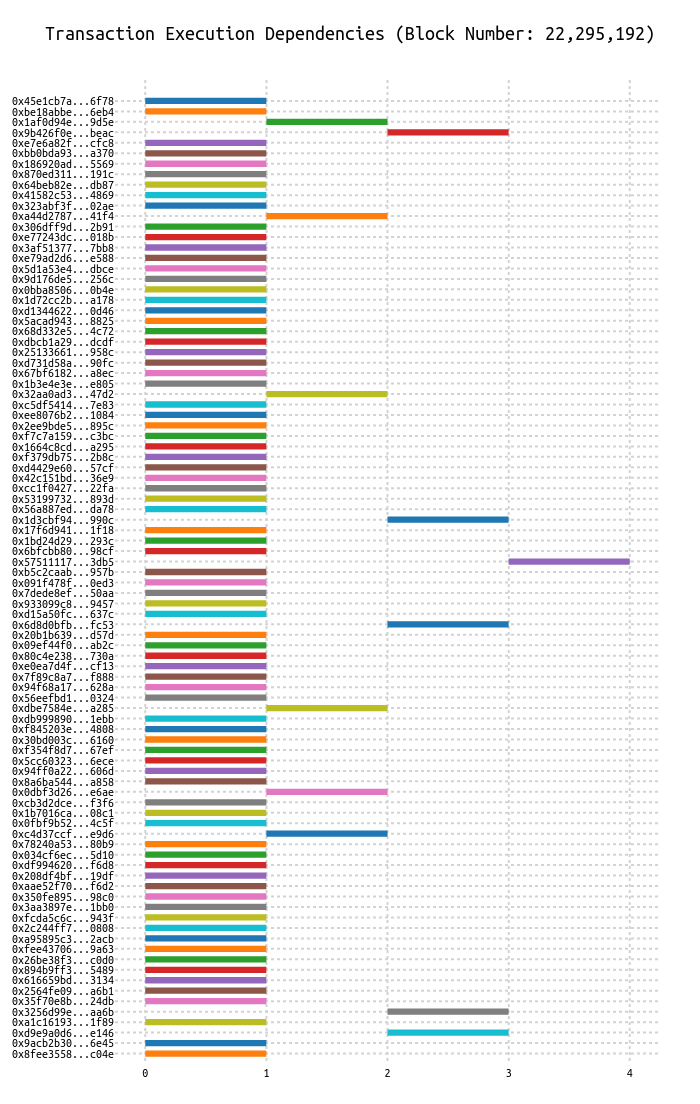 Transaction Execution Dependencies (Block Number: 22,295,192)
0x45e1cb7a...6f78
0xbe18abbe...6eb4
0x1af0d94e...9d5e
0x9b426f0e...beac
0xe7e6a82f...cfc8
0xbb0bda93...a370
0x186920ad...5569
0x870ed311...191c
0x64beb82e...db87
0x41582c53...4869
0x323abf3f...02ae
0xa44d2787...41f4
0x306dff9d...2b91
0xe77243dc...018b
0x3af51377...7bb8
0xe79ad2d6...e588
0x5d1a53e4...dbce
0x9d176de5...256c
0x0bba8506...0b4e
0x1d72cc2b...a178
0xd1344622...0d46
0x5acad943...8825
0x68d332e5...4c72
0xdbcb1a29...dcdf
0x25133661...958c
0xd731d58a...90fc
0x67bf6182...a8ec
0x1b3e4e3e...e805
0x32aa0ad3...47d2
0xc5df5414...7e83
0xee8076b2...1084
0x2ee9bde5...895c
0xf7c7a159...c3bc
0x1664c8cd...a295
0xf379db75...2b8c
0xd4429e60...57cf
0x42c151bd...36e9
0xcc1f0427...22fa
0x53199732...893d
0x56a887ed...da78
0x1d3cbf94...990c
0x17f6d941...1f18
0x1bd24d29...293c
0x6bfcbb80...98cf
0x57511117...3db5
0xb5c2caab...957b
0x091f478f...0ed3
0x7dede8ef...50aa
0x933099c8...9457
0xd15a50fc...637c
0x6d8d0bfb...fc53
0x20b1b639...d57d
0x09ef44f0...ab2c
0x80c4e238...730a
0xe0ea7d4f...cf13
0x7f89c8a7...f888
0x94f68a17...628a
0x56eefbd1...0324
0xdbe7584e...a285
0xdb999890...1ebb
0xf845203e...4808
0x30bd003c...6160
0xf354f8d7...67ef
0x5cc60323...6ece
0x94ff0a22...606d
0x8a6ba544...a858
0x0dbf3d26...e6ae
0xcb3d2dce...f3f6
0x1b7016ca...08c1
0x0fbf9b52...4c5f
0xc4d37ccf...e9d6
0x78240a53...80b9
0x034cf6ec...5d10
0xdf994620...f6d8
0x208df4bf...19df
0xaae52f70...f6d2
0x350fe895...98c0
0x3aa3897e...1bb0
0xfcda5c6c...943f
0x2c244ff7...0808
0xa95895c3...2acb
0xfee43706...9a63
0x26be38f3...c0d0
0x894b9ff3...5489
0x616659bd...3134
0x2564fe09...a6b1
0x35f70e8b...24db
0x3256d99e...aa6b
0xa1c16193...1f89
0xd9e9a0d6...e146
0x9acb2b30...6e45
0x8fee3558...c04e
0 1 2 3 4